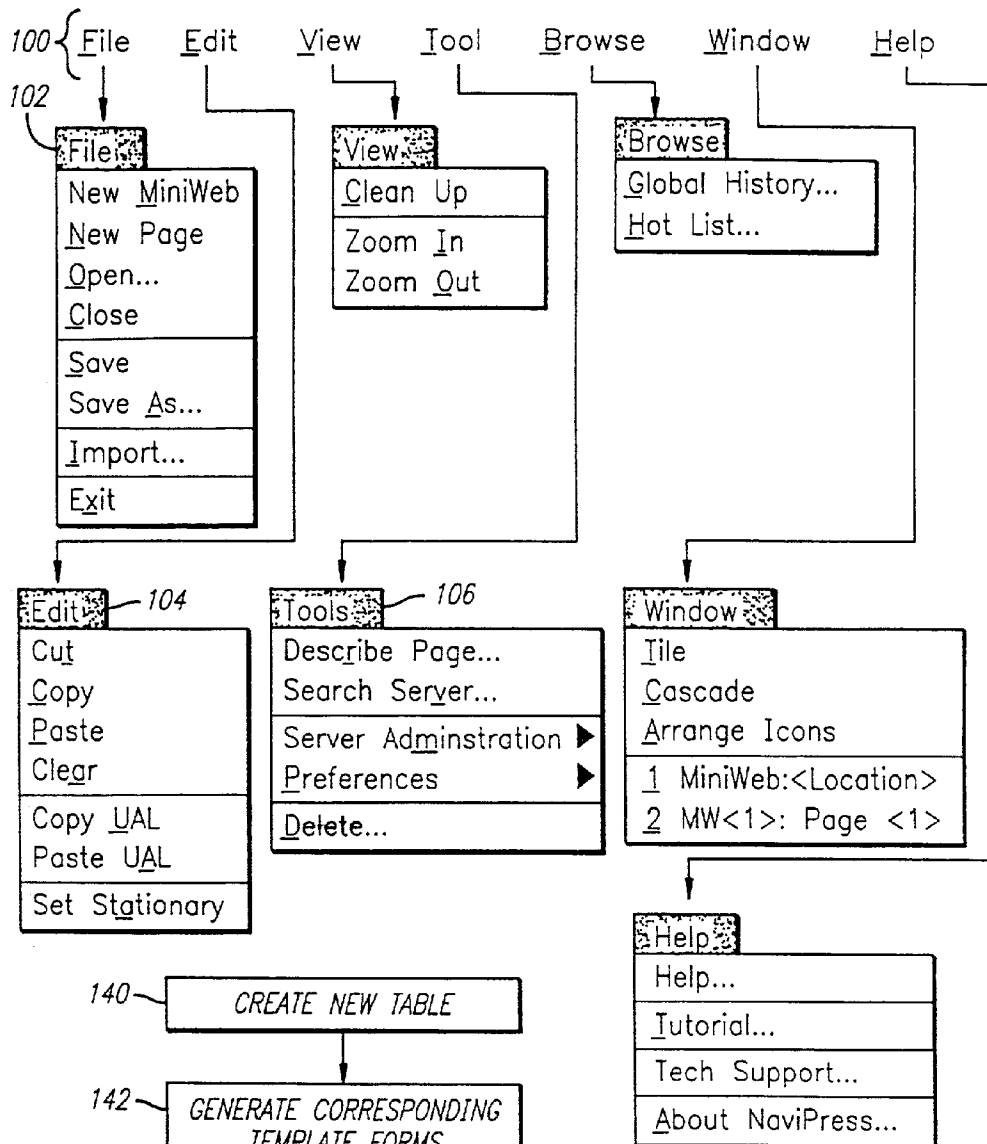 100 File Edit View Tool Browse Window Help
102
File
New MiniWeb
New Page
Open...
Close
Save
Save As...
Import...
Exit
View
Clean Up
Zoom In
Zoom Out
Browse
Global History...
Hot List...
Edit 104
Cut
Copy
Paste
Clear
Copy UAL
Paste UAL
Set Stationary
Tools 106
Describe Page...
Search Server...
Server Adminstration
Preferences
Delete...
Window
Tile
Cascade
Arrange Icons
1 MiniWeb:<Location>
2 MW<1>: Page <1>
Help
Help...
Tutorial...
Tech Support...
About NaviPress...
140 CREATE NEW TABLE
142 GENERATE CORRESPONDING
TEMPLATE FORMS